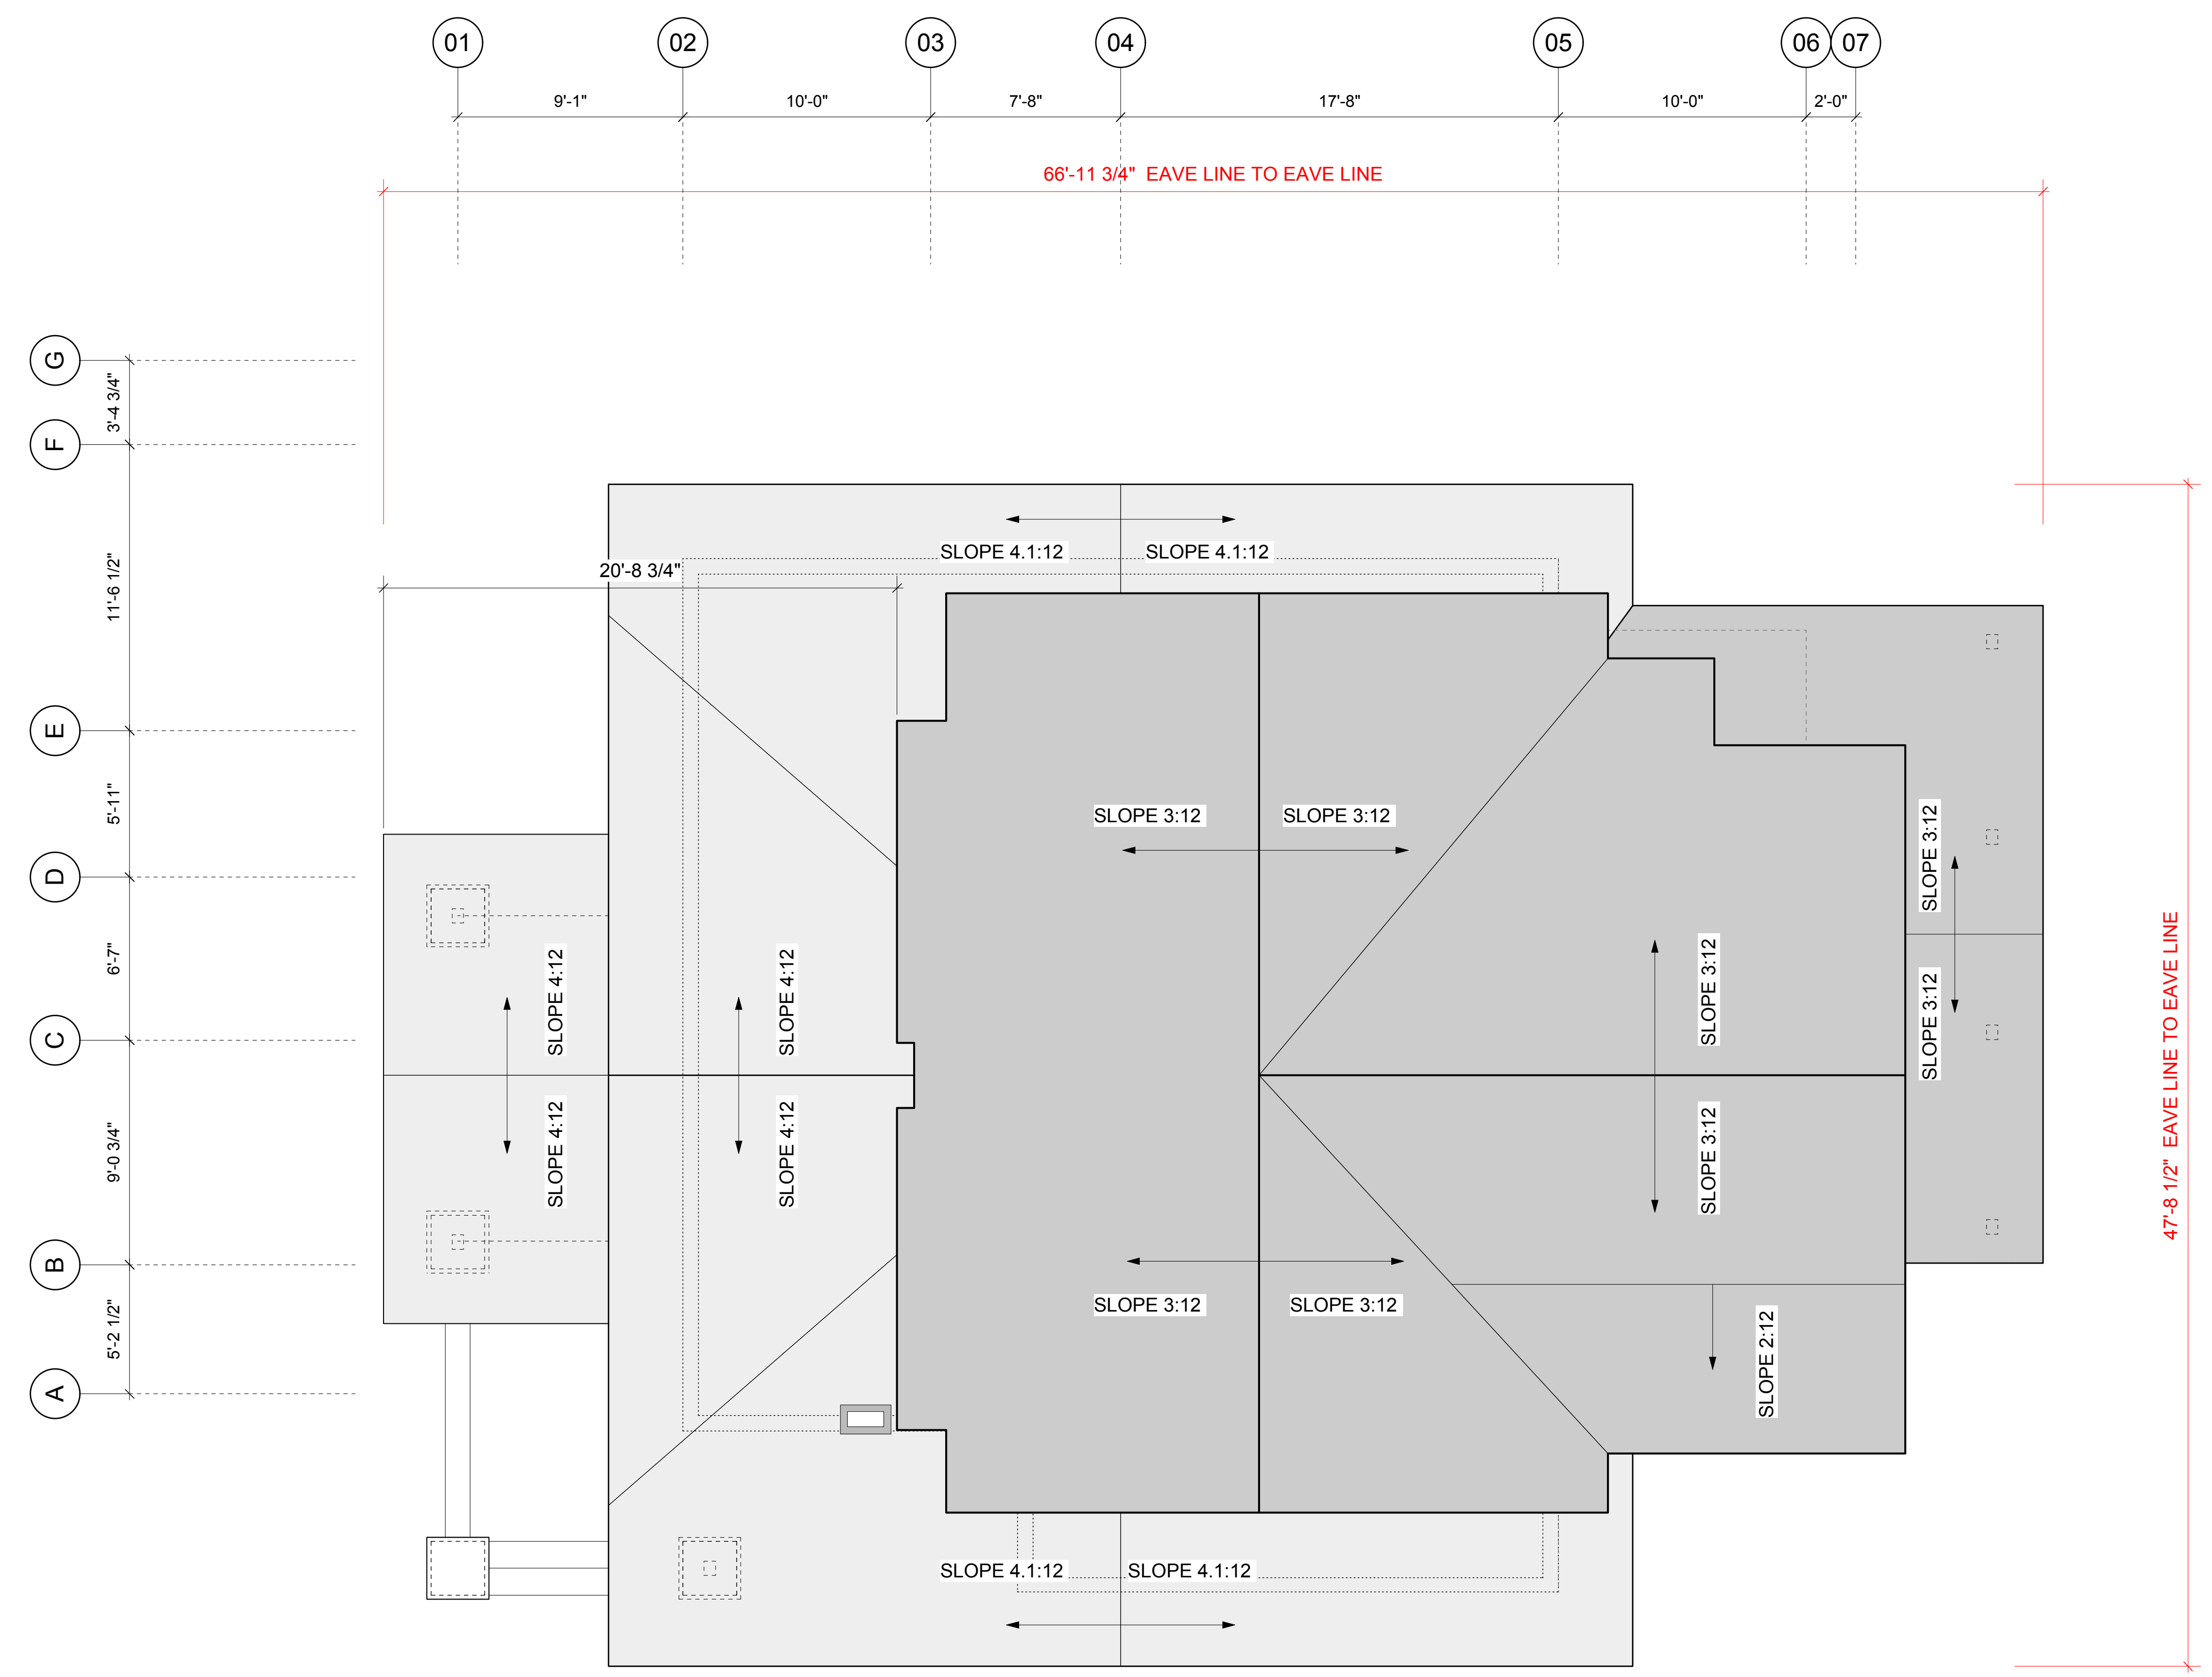 01 02 03 04 05 06 07
9'-1" 10'-0" 7'-8" 17'-8" 10'-0" 2'-0"
66'-11 3/4" EAVE LINE TO EAVE LINE
G
3'-4 3/4"
F
11'-6 1/2"
E
5'-11"
D
6'-7"
C
9'-0 3/4"
B
5'-2 1/2"
A
SLOPE 4.1:12 SLOPE 4.1:12
20'-8 3/4"
SLOPE 3:12 SLOPE 3:12
SLOPE 3:12
SLOPE 4:12
SLOPE 4:12
SLOPE 3:12
SLOPE 3:12
SLOPE 4:12
SLOPE 4:12
SLOPE 3:12
47'-8 1/2" EAVE LINE TO EAVE LINE
SLOPE 3:12 SLOPE 3:12
SLOPE 2:12
SLOPE 4.1:12 SLOPE 4.1:12